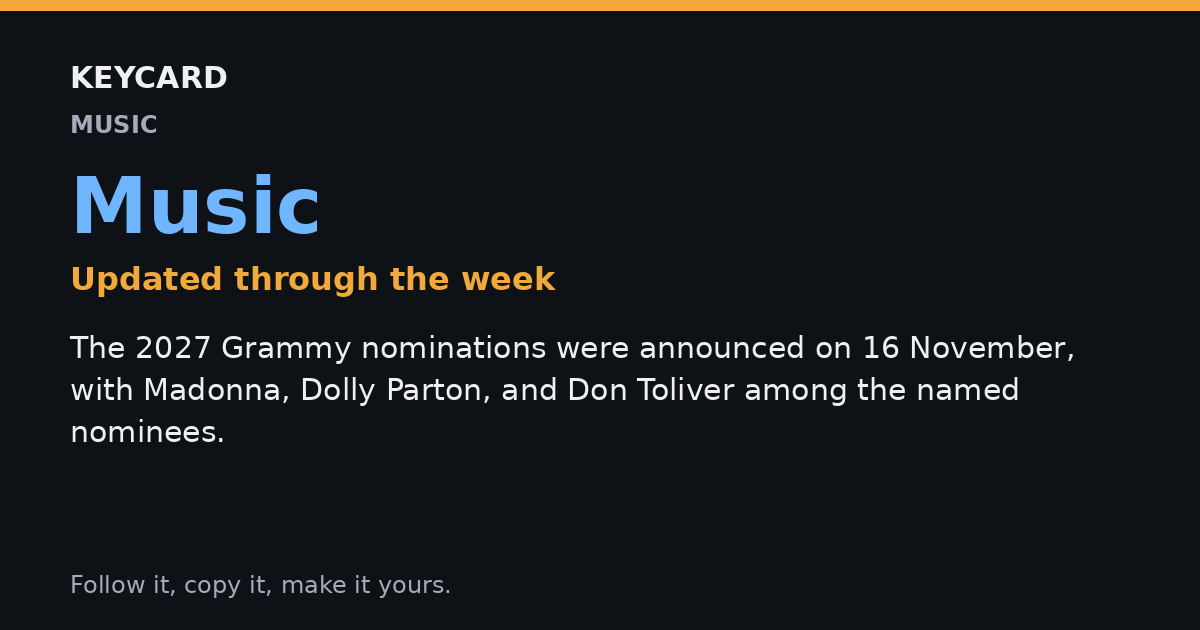 KEYCARD
MUSIC
Music
Updated through the week
The 2027 Grammy nominations were announced on 16 November,
with Madonna, Dolly Parton, and Don Toliver among the named
nominees.
Follow it, copy it, make it yours.